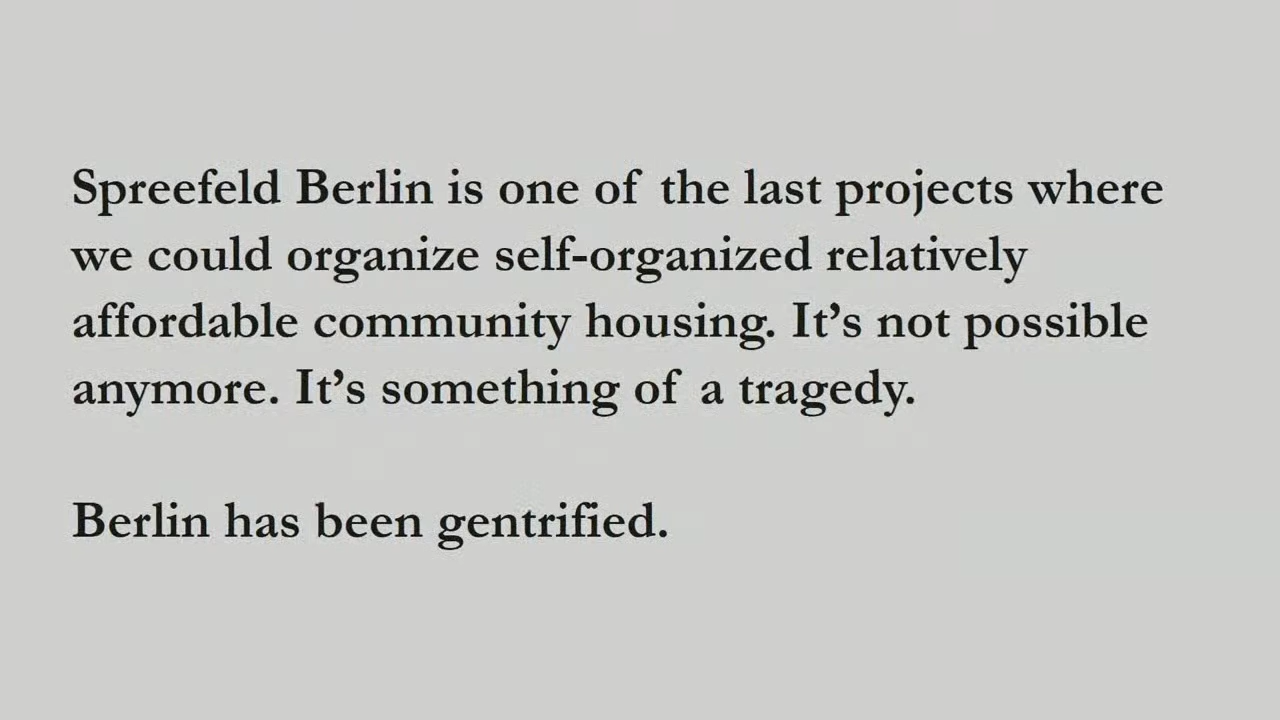 Spreefeld Berlin is one of the last projects where
we could organize self-organized relatively
affordable community housing. It’s not possible
anymore. It’s something of a tragedy.
Berlin has been gentrified.